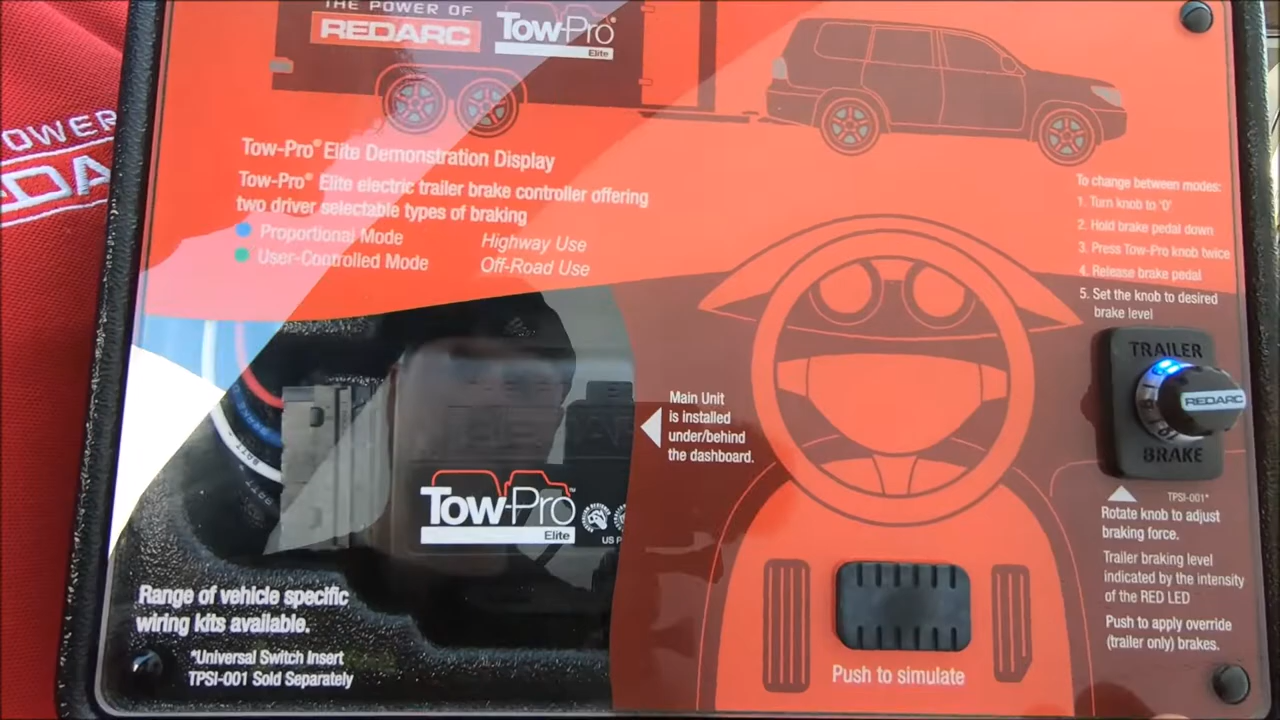 THE POWER OF
REDARC
Tow-Pro®
Elite
OWER
DA
Tow-Pro® Elite Demonstration Display
Tow-Pro® Elite electric trailer brake controller offering
two driver selectable types of braking
Proportional Mode Highway Use
User-Controlled Mode Off-Road Use
To change between modes:
1. Turn knob to '0'
2. Hold brake pedal down
3. Press Tow-Pro knob twice
4. Release brake pedal
5. Set the knob to desired
brake level
TRAILER
REDARC
BRAKE
TPSI-001*
Rotate knob to adjust
braking force.
Trailer braking level
indicated by the intensity
of the RED LED
Push to apply override
(trailer only) brakes.
Main Unit
is installed
under/behind
the dashboard.
Tow-Pro™
Elite
US P
Range of vehicle specific
wiring kits available.
*Universal Switch Insert
TPSI-001 Sold Separately
Push to simulate